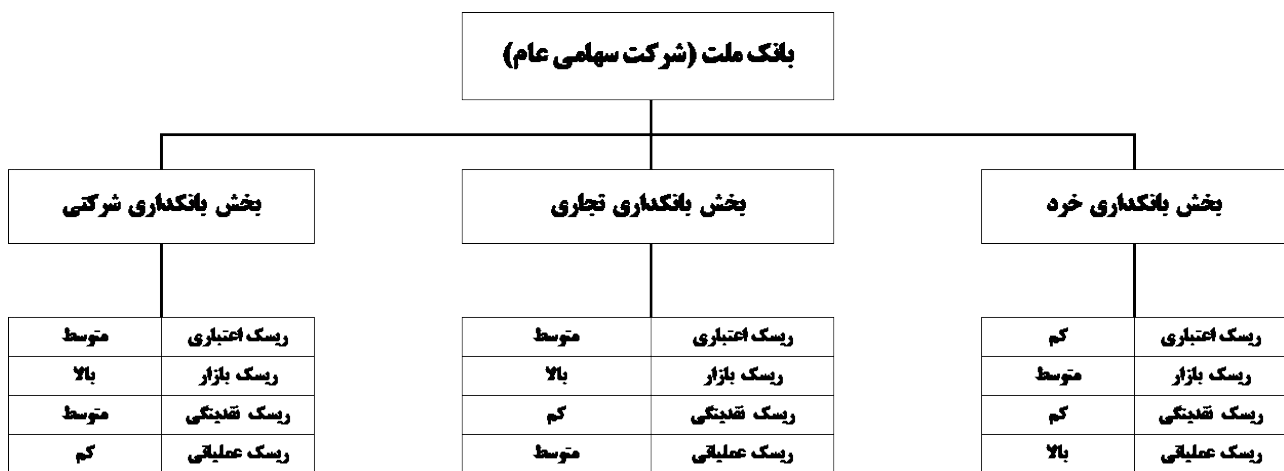 بانک ملت (شرکت سهامی عام)
بخش بانکداری خرد
بخش بانکداری تجاری
بخش بانکداری شرکتی
ریسک اعتباری کم
ریسک بازار متوسط
ریسک نقدینگی کم
ریسک عملیاتی بالا
ریسک اعتباری متوسط
ریسک بازار بالا
ریسک نقدینگی کم
ریسک عملیاتی متوسط
ریسک اعتباری متوسط
ریسک بازار بالا
ریسک نقدینگی متوسط
ریسک عملیاتی کم